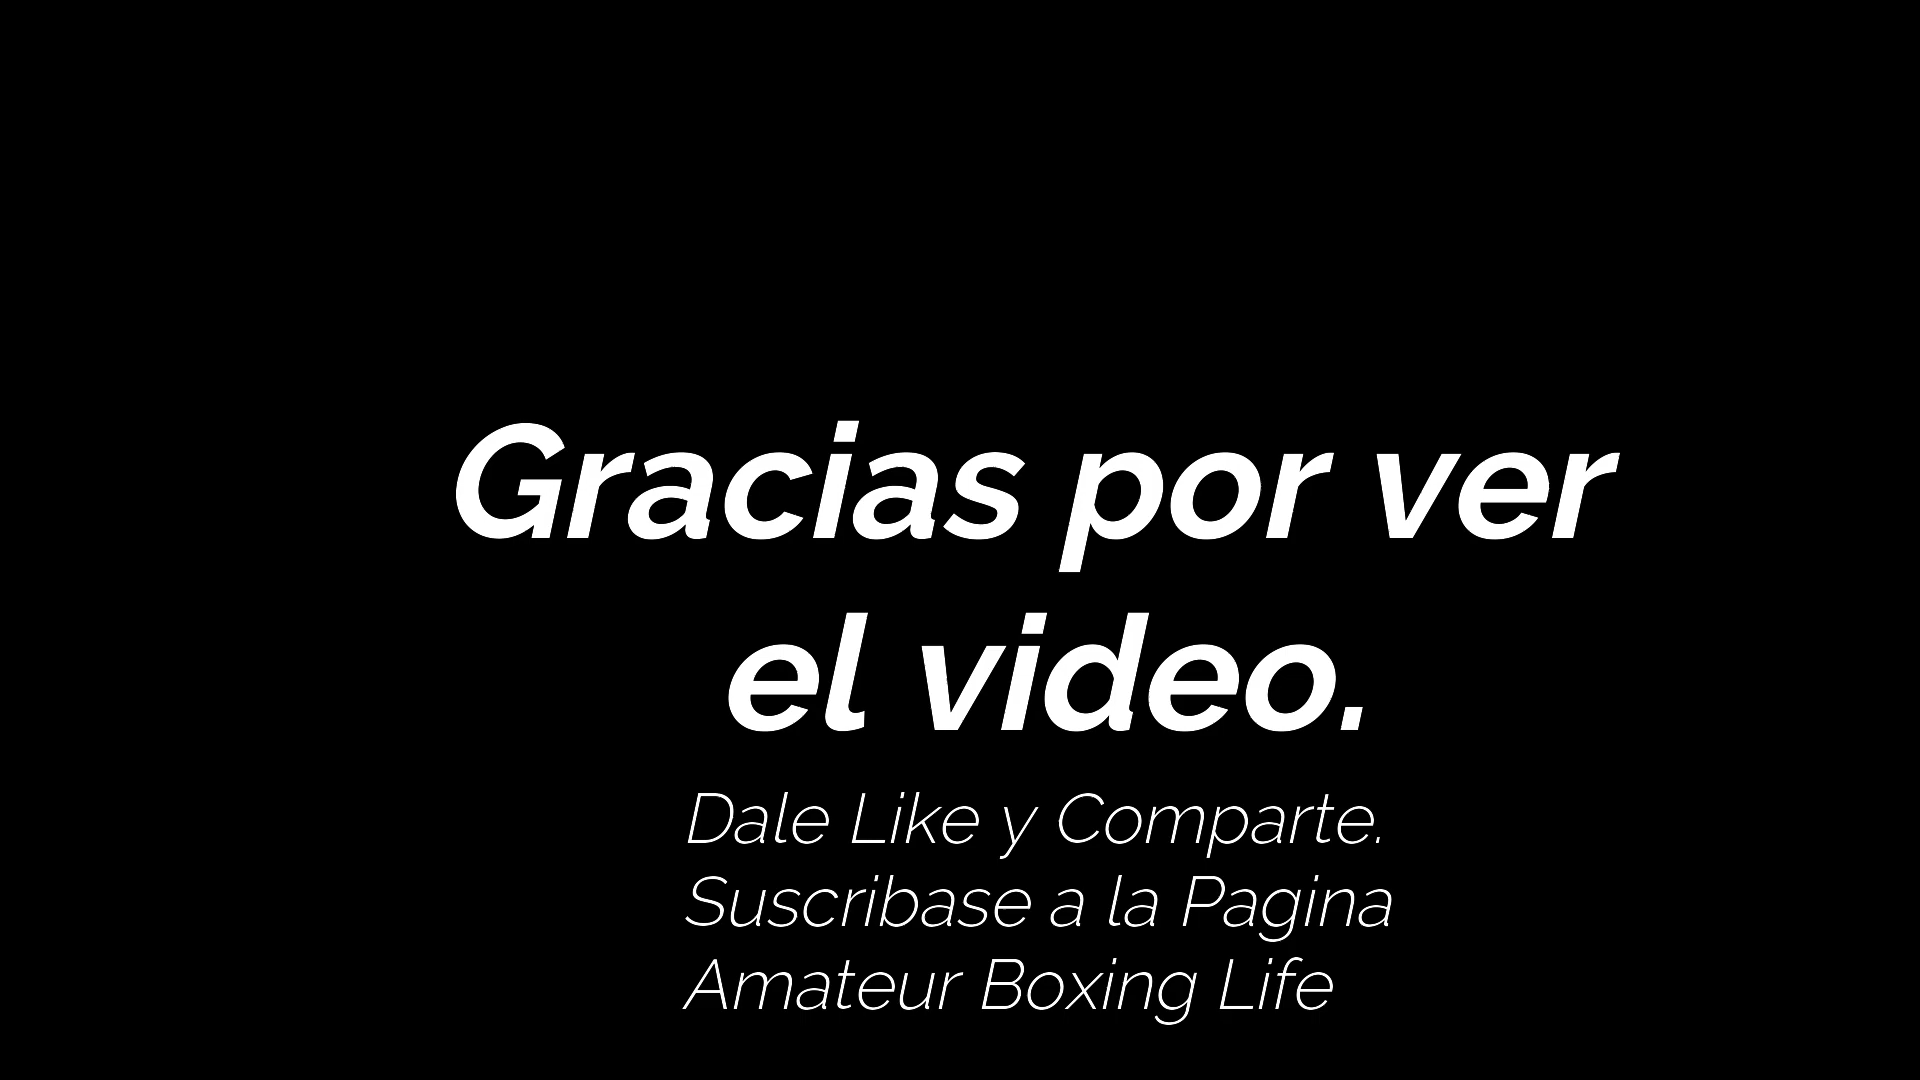 Gracias por ver
el video.
Dale Like y Comparte.
Suscribase a la Pagina
Amateur Boxing Life